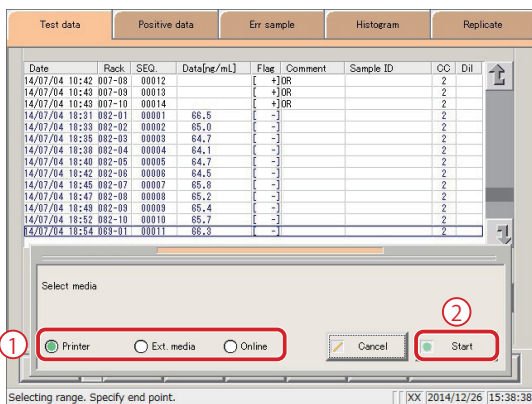 Test data Positive data Err sample Histogram Replicate
Date Rack SEQ. Data[ng/mL] Flag Comment Sample ID CC Dil
14/07/04 10:42 007-08 00012 [ +]OR 2
14/07/04 10:43 007-09 00013 [ +]OR 2
14/07/04 10:43 007-10 00014 [ +]OR 2
14/07/04 18:31 082-01 00001 66.5 [ -] 2
14/07/04 18:33 082-02 00002 65.0 [ -] 2
14/07/04 18:35 082-03 00003 64.7 [ -] 2
14/07/04 18:38 082-04 00004 64.1 [ -] 2
14/07/04 18:40 082-05 00005 64.7 [ -] 2
14/07/04 18:42 082-06 00006 64.5 [ -] 2
14/07/04 18:45 082-07 00007 65.8 [ -] 2
14/07/04 18:47 082-08 00008 65.2 [ -] 2
14/07/04 18:49 082-09 00009 65.4 [ -] 2
14/07/04 18:52 082-10 00010 65.7 [ -] 2
14/07/04 18:54 069-01 00011 66.3 [ -] 2
Select media
2
1 Printer Ext. media Online Cancel Start
Selecting range. Specify end point. XX 2014/12/26 15:38:38